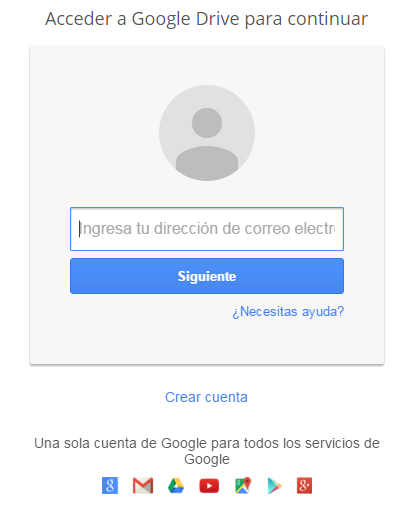 Acceder a Google Drive para continuar
Ingresa tu dirección de correo electr
Siguiente
¿Necesitas ayuda?
Crear cuenta
Una sola cuenta de Google para todos los servicios de
Google